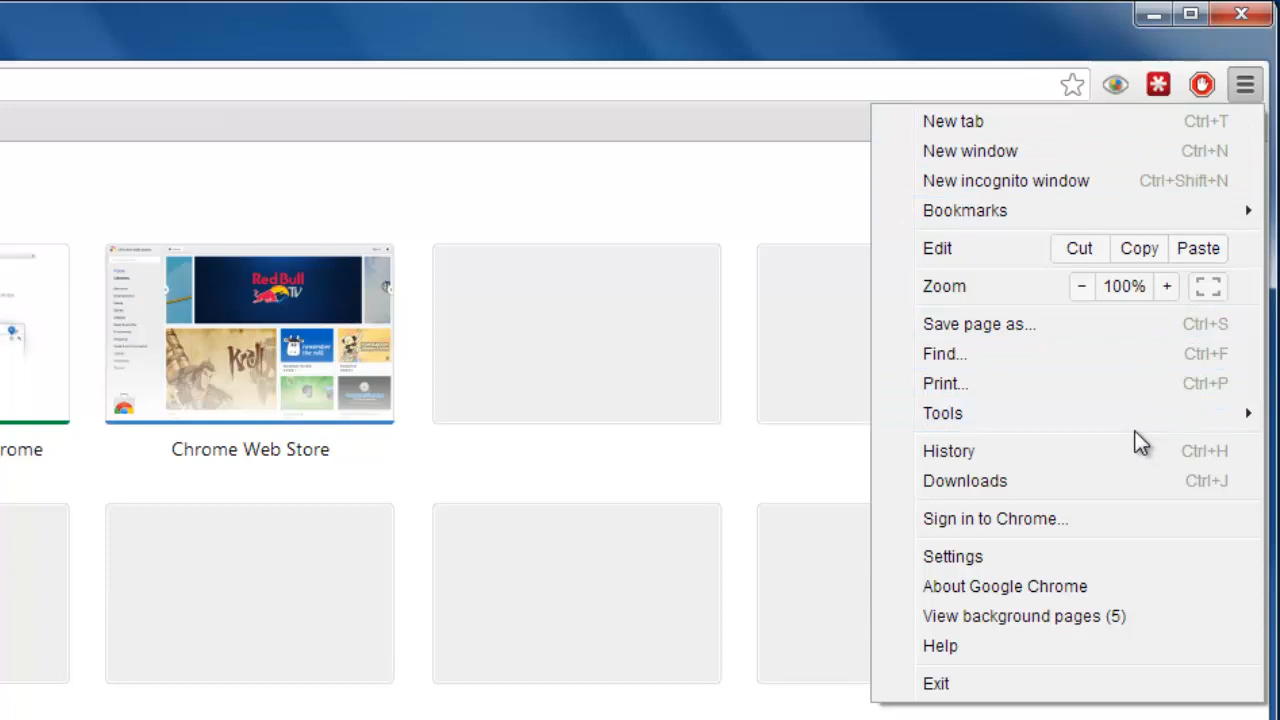 New tab Ctrl+T
New window Ctrl+N
New incognito window Ctrl+Shift+N
Bookmarks
Edit Cut Copy Paste
Zoom − 100% +
Save page as... Ctrl+S
Find... Ctrl+F
Print... Ctrl+P
Tools
History Ctrl+H
Downloads Ctrl+J
Sign in to Chrome...
Settings
About Google Chrome
View background pages (5)
Help
Exit
Red Bull
TV
rome
Chrome Web Store